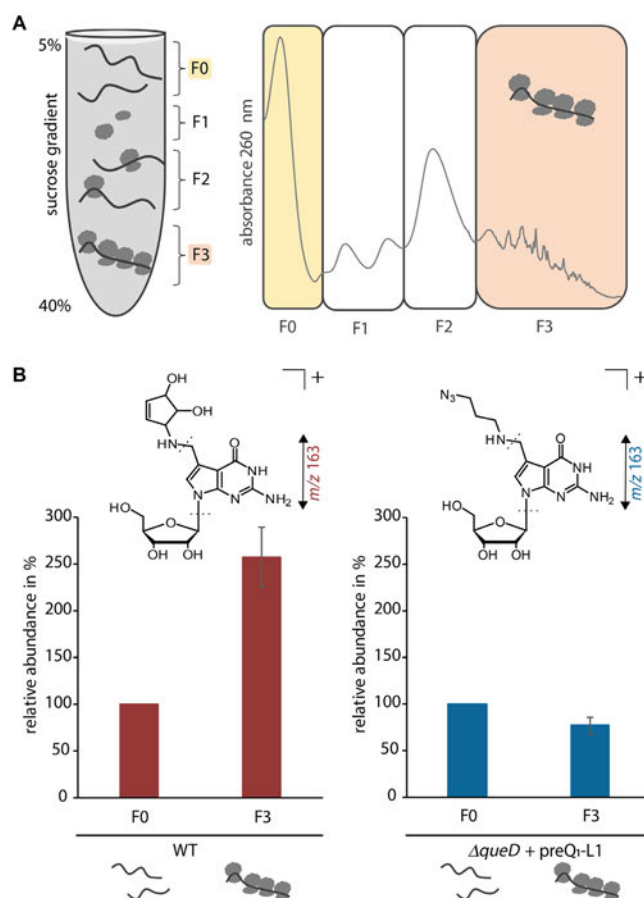 A
5%
sucrose gradient
40%
F0
F1
F2
F3
absorbance 260 nm
F0
F1
F2
F3
B
OH
OH
HN
O
NH
N
N
NH₂
HO
O
OH OH
+
m/z 163
relative abundance in %
300
250
200
150
100
50
0
F0
F3
WT
N₃
HN
O
NH
N
N
NH₂
HO
O
OH OH
+
m/z 163
relative abundance in %
300
250
200
150
100
50
0
F0
F3
ΔqueD + preQ₁-L1